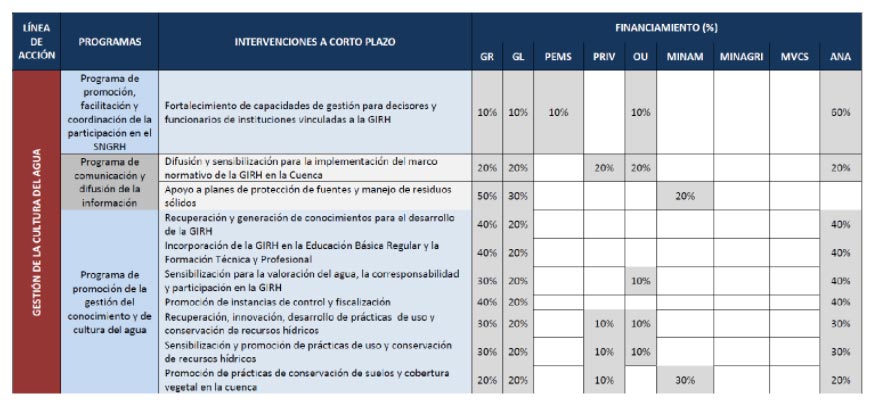 LÍNEA DE ACCIÓN PROGRAMAS INTERVENCIONES A CORTO PLAZO FINANCIAMIENTO (%)
GR GL PEMS PRIV OU MINAM MINAGRI MVCS ANA
GESTIÓN DE LA CULTURA DEL AGUA
Programa de
promoción,
facilitación y
coordinación de la
participación en el
SNGRH
Fortalecimiento de capacidades de gestión para decisores y
funcionarios de instituciones vinculadas a la GIRH
10% 10% 10% 10% 60%
Programa de
comunicación y
difusión de la
información
Difusión y sensibilización para la implementación del marco
normativo de la GIRH en la Cuenca
20% 20% 20% 20% 20%
Apoyo a planes de protección de fuentes y manejo de residuos
sólidos
50% 30% 20%
Programa de
promoción de la
gestión del
conocimiento y de
cultura del agua
Recuperación y generación de conocimientos para el desarrollo
de la GIRH
40% 20% 40%
Incorporación de la GIRH en la Educación Básica Regular y la
Formación Técnica y Profesional
40% 20% 40%
Sensibilización para la valoración del agua, la corresponsabilidad
y participación en la GIRH
30% 20% 10% 40%
Promoción de instancias de control y fiscalización
40% 20% 40%
Recuperación, innovación, desarrollo de prácticas de uso y
conservación de recursos hídricos
30% 20% 10% 10% 30%
Sensibilización y promoción de prácticas de uso y conservación
de recursos hídricos
30% 20% 10% 10% 30%
Promoción de prácticas de conservación de suelos y cobertura
vegetal en la cuenca
20% 20% 10% 30% 20%